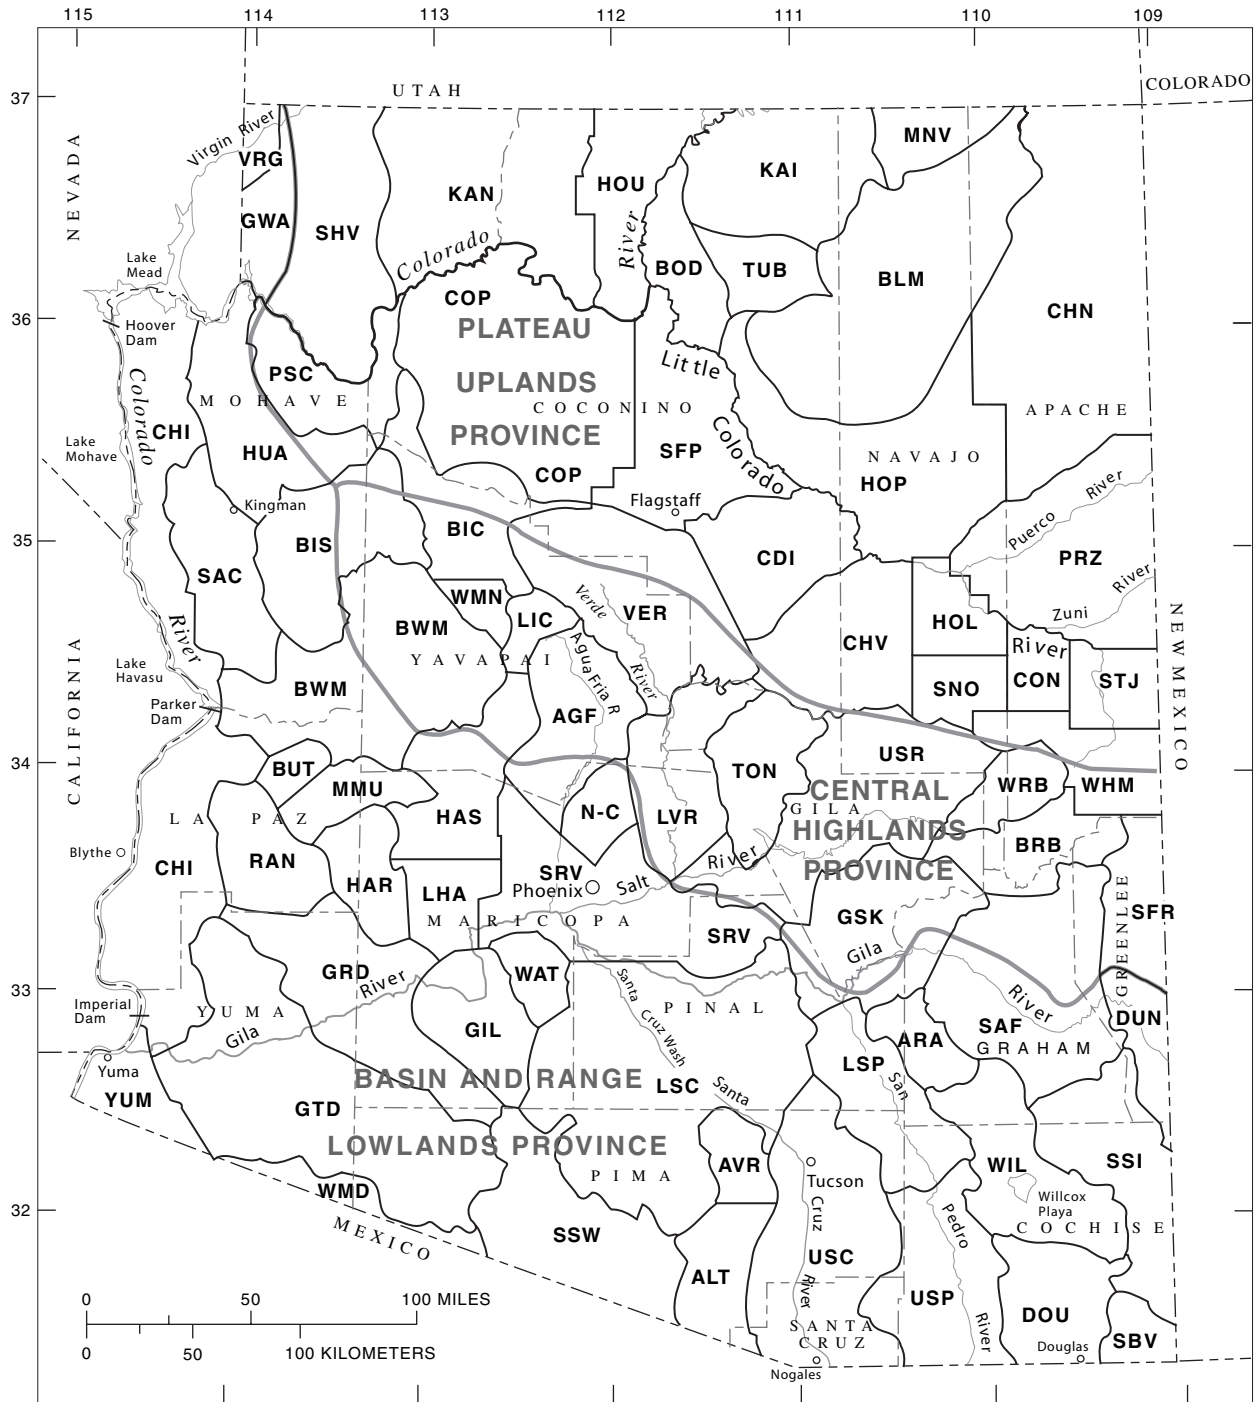 115 114 113 112 111 110 109
UTAH
COLORADO
37
NEVADA
Virgin River
VRG
GWA
SHV
KAN
HOU
River
KAI
MNV
Lake
Mead
Colorado
BOD
TUB
BLM
COP
CHN
36
Hoover
Dam
PLATEAU
Colorado
PSC
Little
UPLANDS
MOHAVE
COCONINO
APACHE
PROVINCE
CHI
Lake
Mohave
HUA
SFP
Colorado
NAVAJO
COP
HOP
River
Kingman
Flagstaff
Puerco
35
BIS
BIC
CDI
PRZ
SAC
WMN
River
Verde
VER
Zuni
LIC
River
BWM
CHV
HOL
River
YAVAPAI
Agua Fria R
NEW MEXICO
CALIFORNIA
Lake
Havasu
River
BWM
SNO
CON
STJ
Parker
Dam
AGF
34
BUT
TON
USR
MMU
WRB
WHM
CENTRAL
N-C
LVR
GILA
HAS
LA PAZ
HIGHLANDS
BRB
Blythe
RAN
River
PROVINCE
CHI
SRV
HAR
LHA
Phoenix
Salt
MARICOPA
GSK
GREENLEE
SFR
SRV
Gila
GRD
River
WAT
33
Imperial
Dam
YUMA
Santa
Cruz Wash
PINAL
River
Gila
GIL
SAF
DUN
ARA
GRAHAM
LSP
Yuma
BASIN AND RANGE
LSC
Santa
San
YUM
GTD
LOWLANDS PROVINCE
AVR
WIL
SSI
PIMA
Tucson
WMD
Willcox
Playa
32
MEXICO
Cruz
Pedro
COCHISE
SSW
USC
ALT
River
USP
DOU
0 50 100 MILES
River
SANTA
CRUZ
SBV
Douglas
0 50 100 KILOMETERS
Nogales